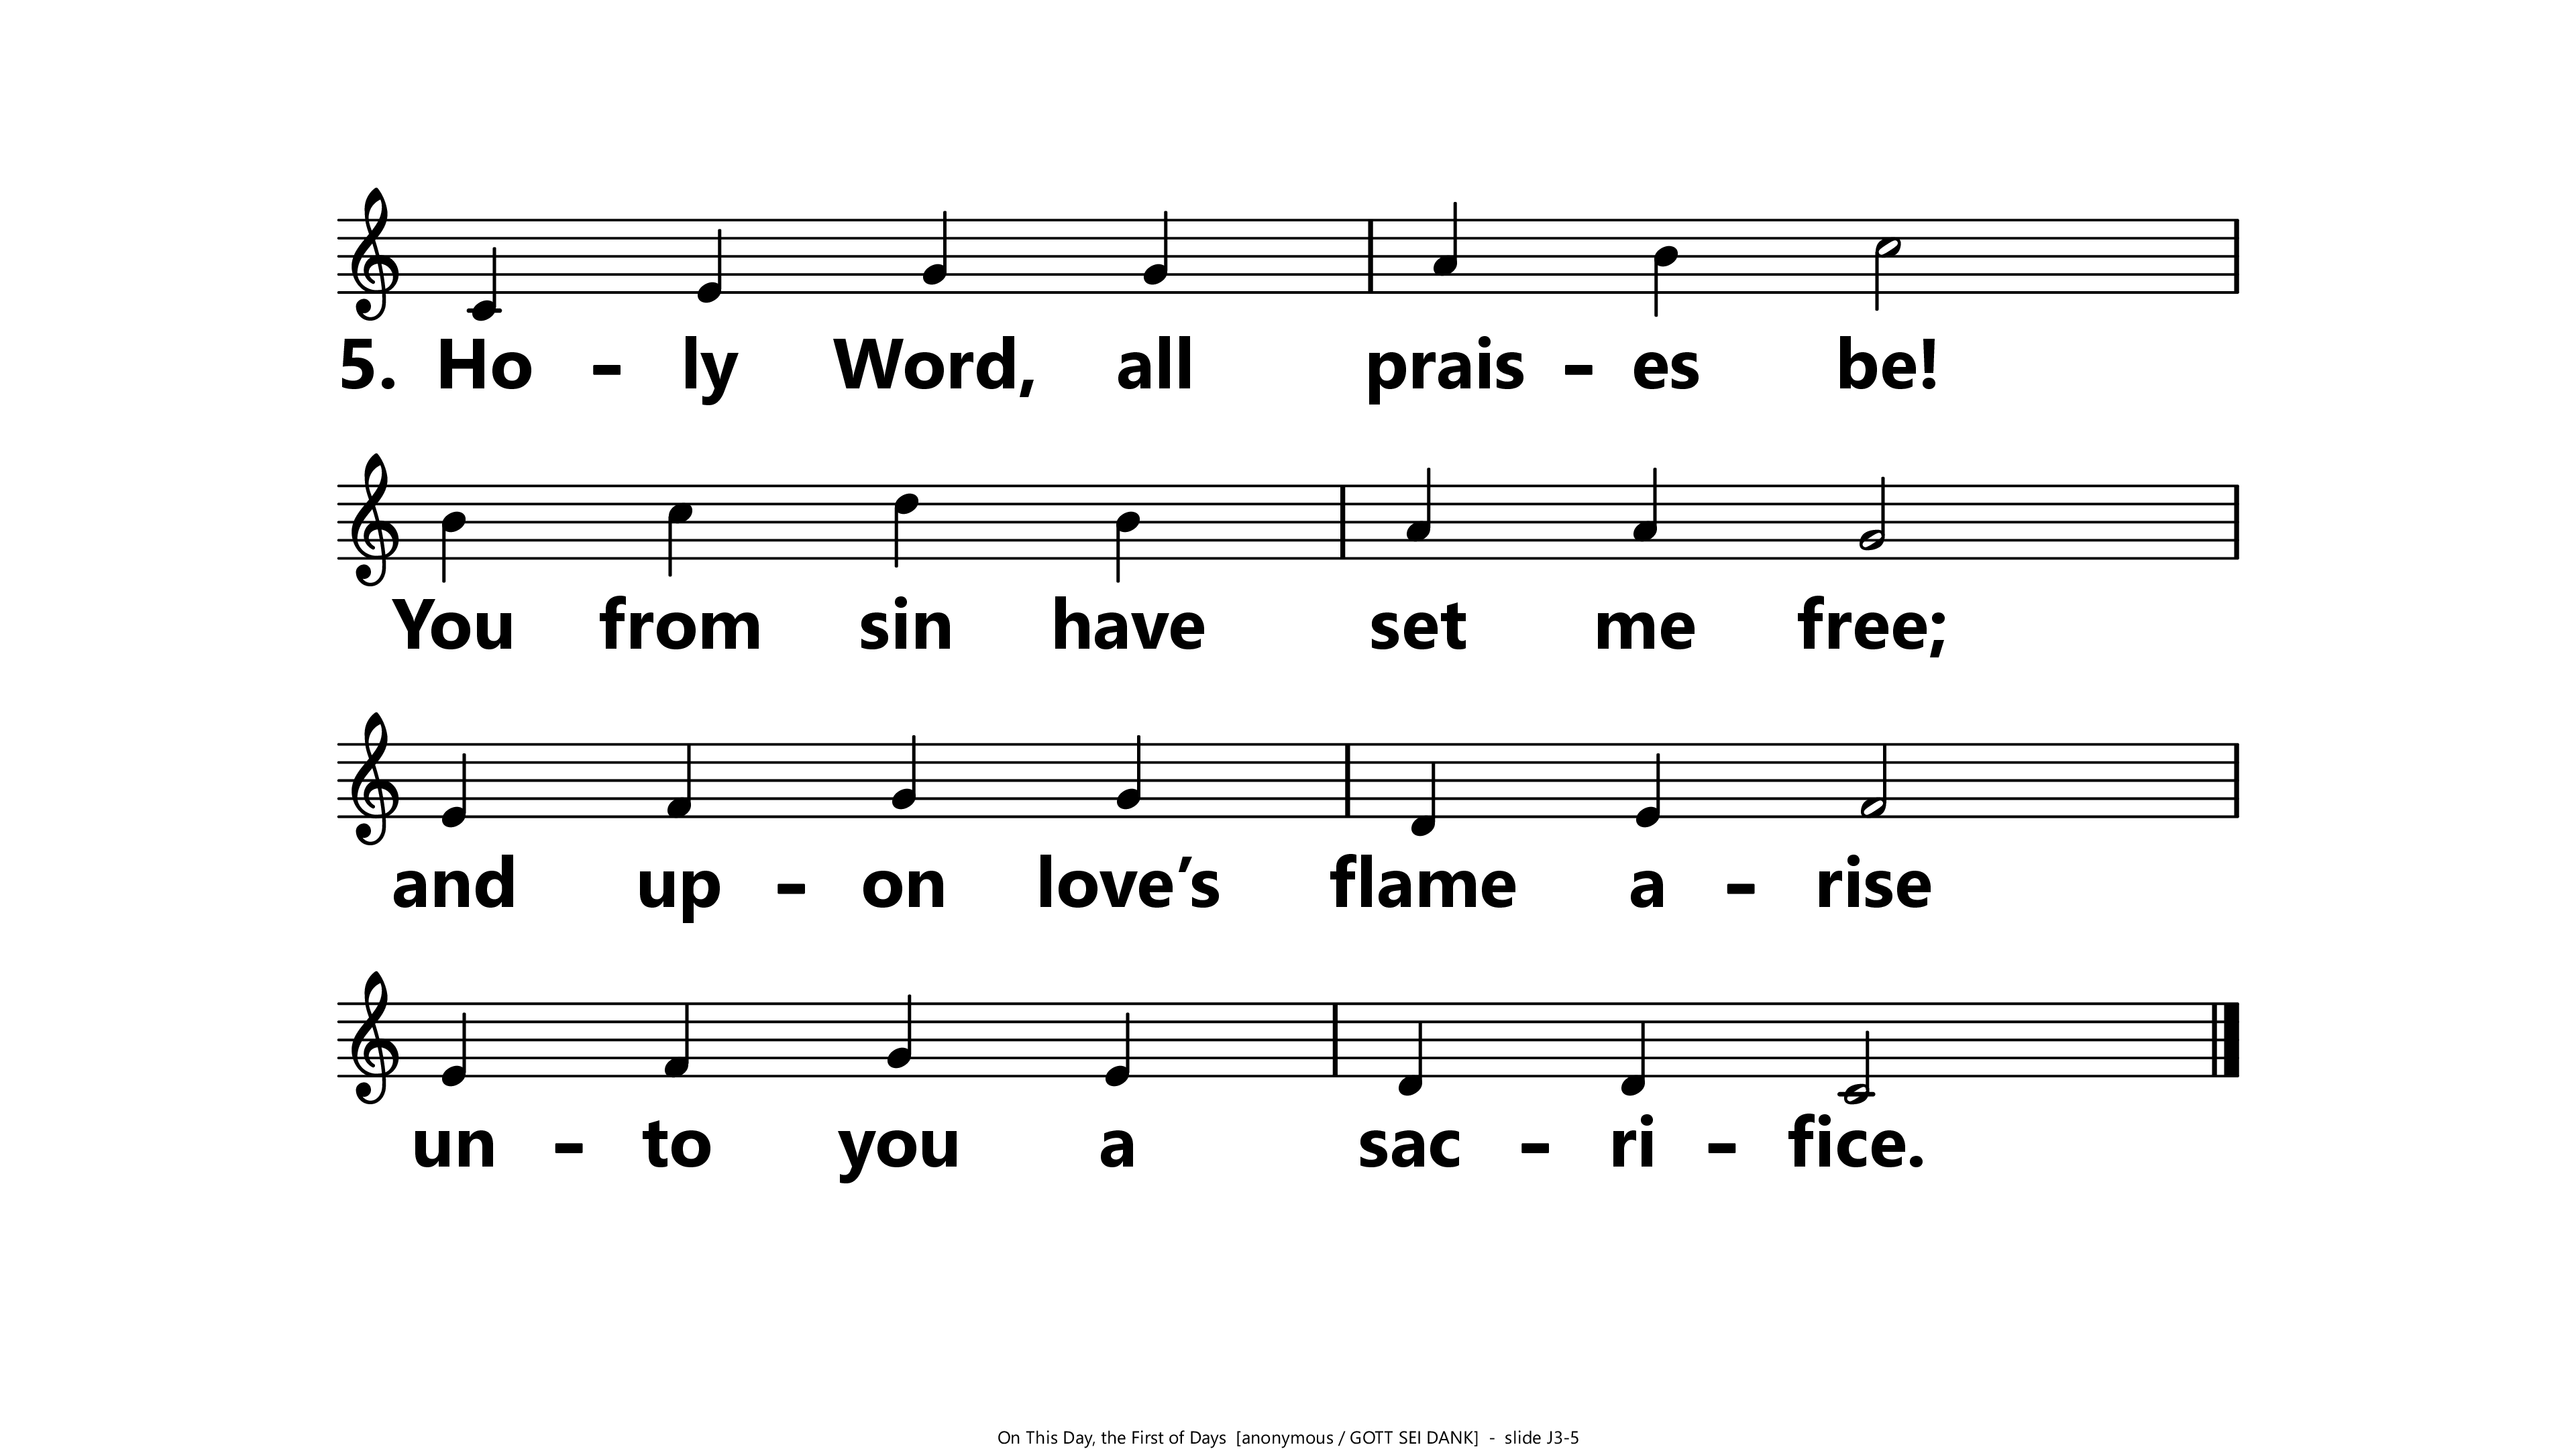 5. Ho – ly Word, all prais – es be!
You from sin have set me free;
and up – on love’s flame a – rise
un – to you a sac – ri – fice.
On This Day, the First of Days [anonymous / GOTT SEI DANK] - slide J3-5